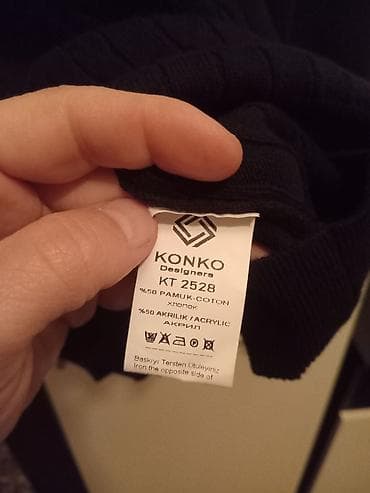 KONKO
Designers
KT 2528
%50 PAMUK-COTON
хлопок
%50 AKRILIK / ACRYLIC
АКРИЛ
Baskıyı Tersten Ütüleyiniz
Iron the opposite side of